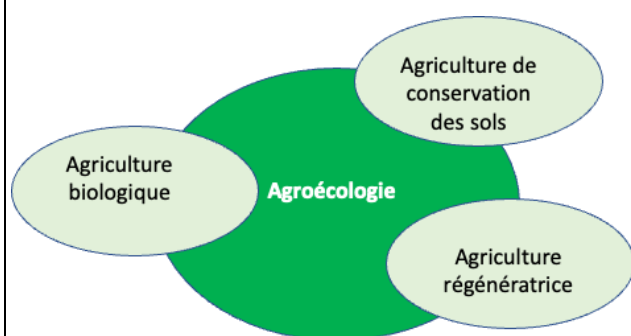 Agriculture de
conservation
des sols
Agriculture
biologique
Agroécologie
Agriculture
régénératrice